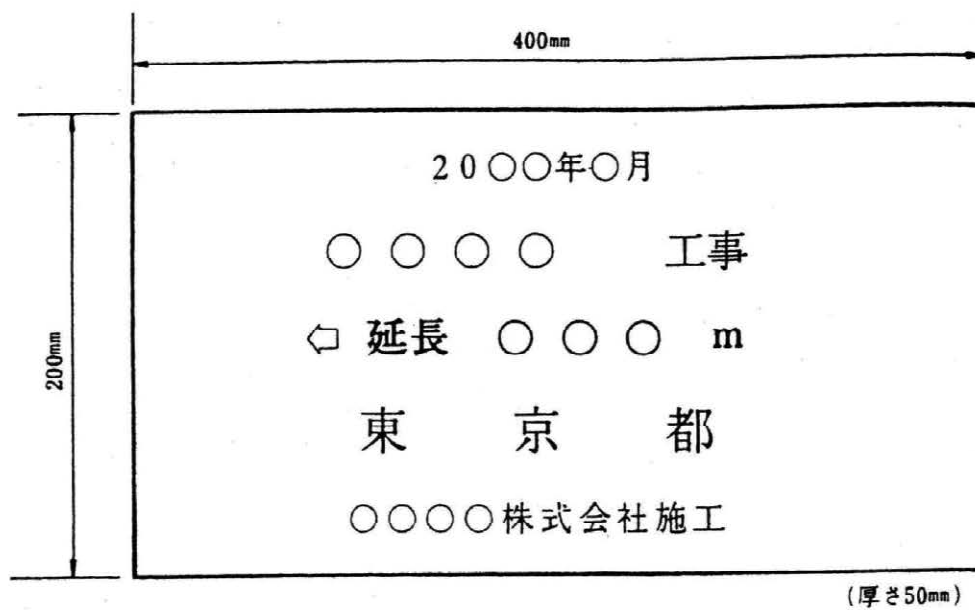 400mm
200mm
20○○年○月
○○○○ 工事
⇦ 延長 ○○○ m
東京都
○○○○株式会社施工
(厚さ50mm)